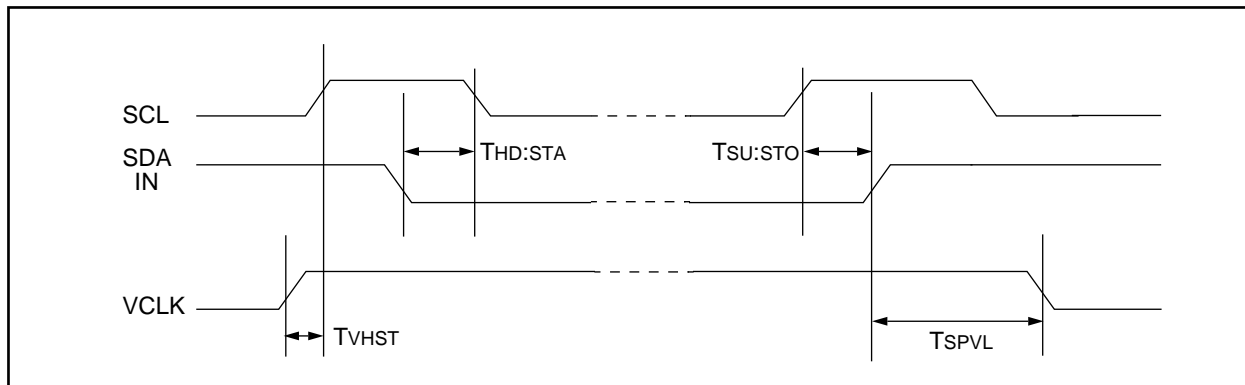 SCL
SDA
IN
THD:STA
TSU:STO
VCLK
TVHST
TSPVL